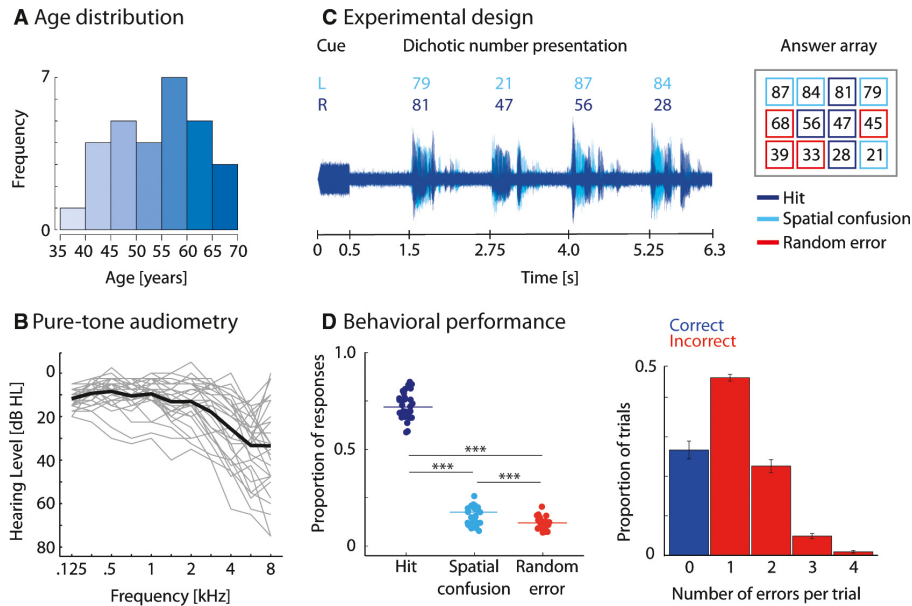 A Age distribution
7
Frequency
0
35 40 45 50 55 60 65 70
Age [years]
C Experimental design
Cue Dichotic number presentation
L 79 21 87 84
R 81 47 56 28
0 0.5 1.5 2.75 4.0 5.25 6.3
Time [s]
Answer array
87 84 81 79
68 56 47 45
39 33 28 21
Hit
Spatial confusion
Random error
B Pure-tone audiometry
0
20
40
60
80
Hearing Level [dB HL]
.125 .5 1 2 4 8
Frequency [kHz]
D Behavioral performance
1.0
0.5
0
Proportion of responses
***
***
***
Hit Spatial confusion Random error
Correct
Incorrect
0.5
0
Proportion of trials
0 1 2 3 4
Number of errors per trial